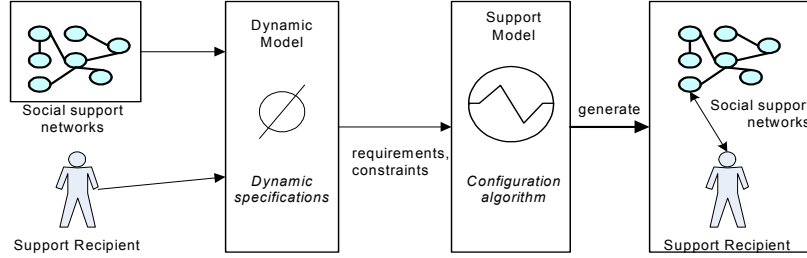 Social support
networks
Support Recipient
Dynamic
Model
Dynamic
specifications
requirements,
constraints
Support
Model
Configuration
algorithm
generate
Social support
networks
Support Recipient